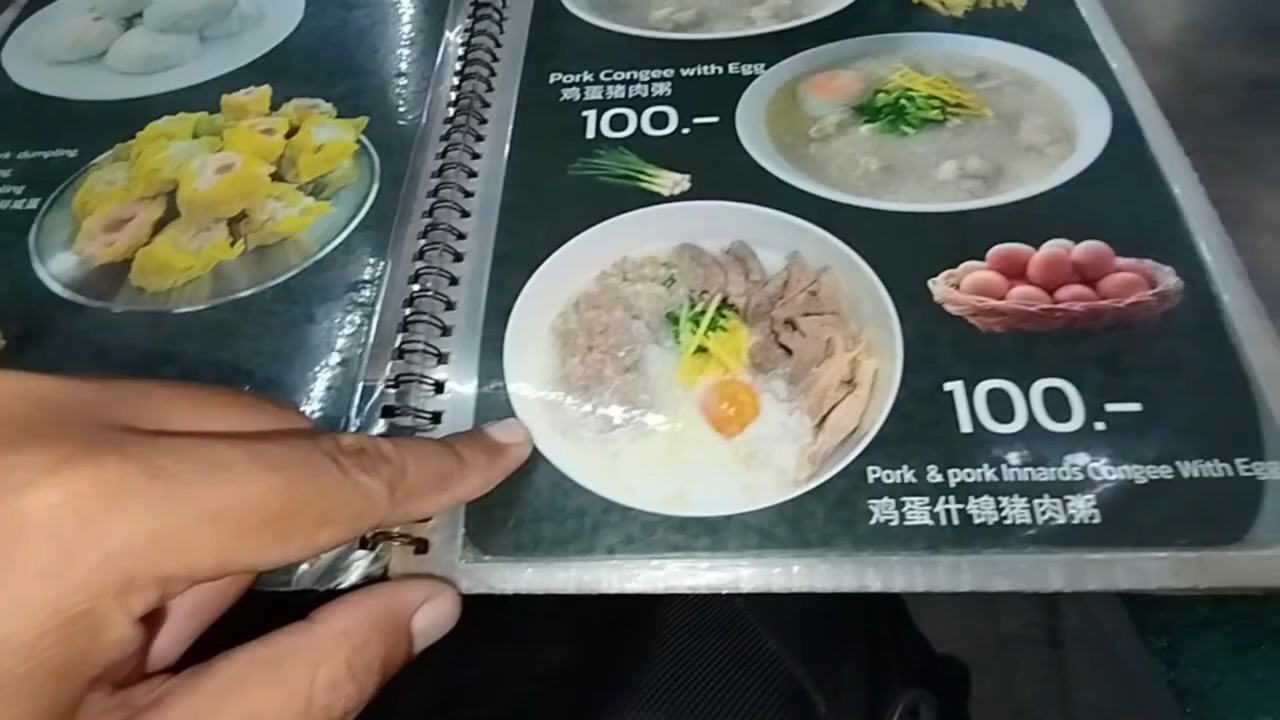 dumpling
Pork Congee with Egg
鸡蛋猪肉粥
100.-
100.-
Pork & pork Innards Congee With Egg
鸡蛋什锦猪肉粥